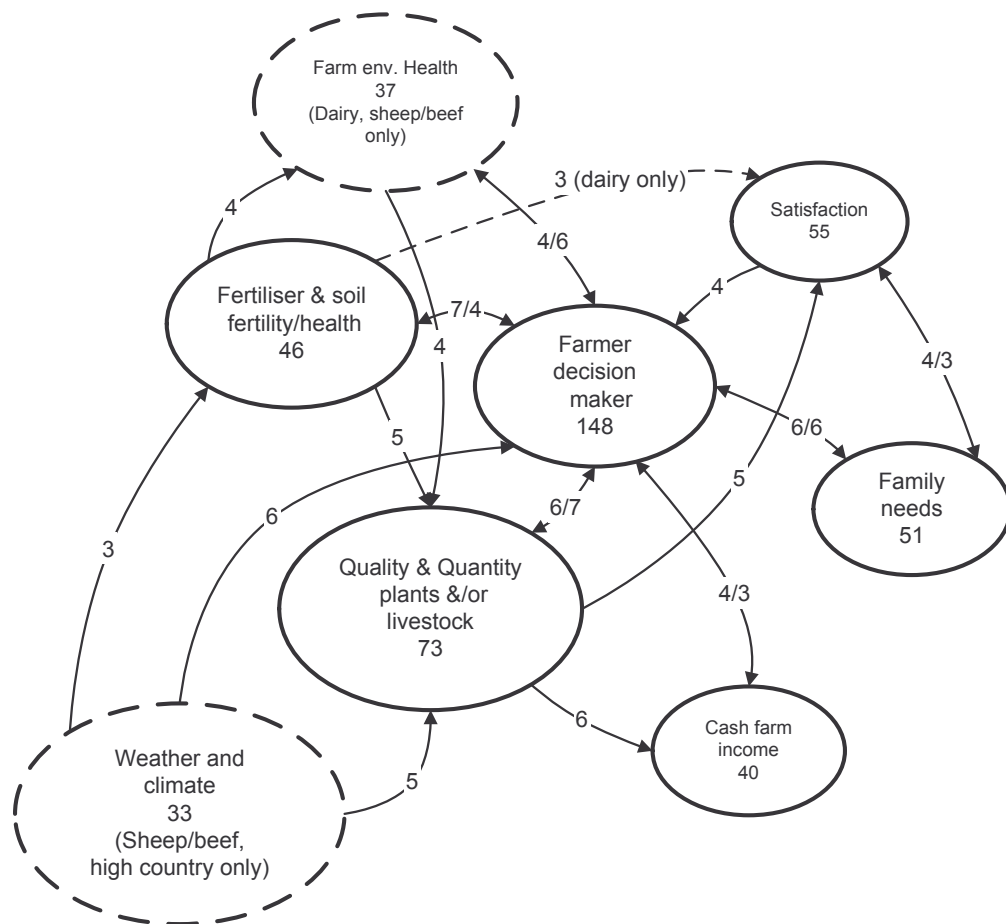 Farm env. Health
37
(Dairy, sheep/beef
only)
3 (dairy only)
Satisfaction
55
4
4/6
4
Fertiliser & soil
fertility/health
46
7/4
4
Farmer
decision
maker
148
4/3
6/6
5
6
5
Family
needs
51
6/7
3
Quality & Quantity
plants &/or
livestock
73
4/3
6
Cash farm
income
40
Weather and
climate
33
(Sheep/beef,
high country only)
5